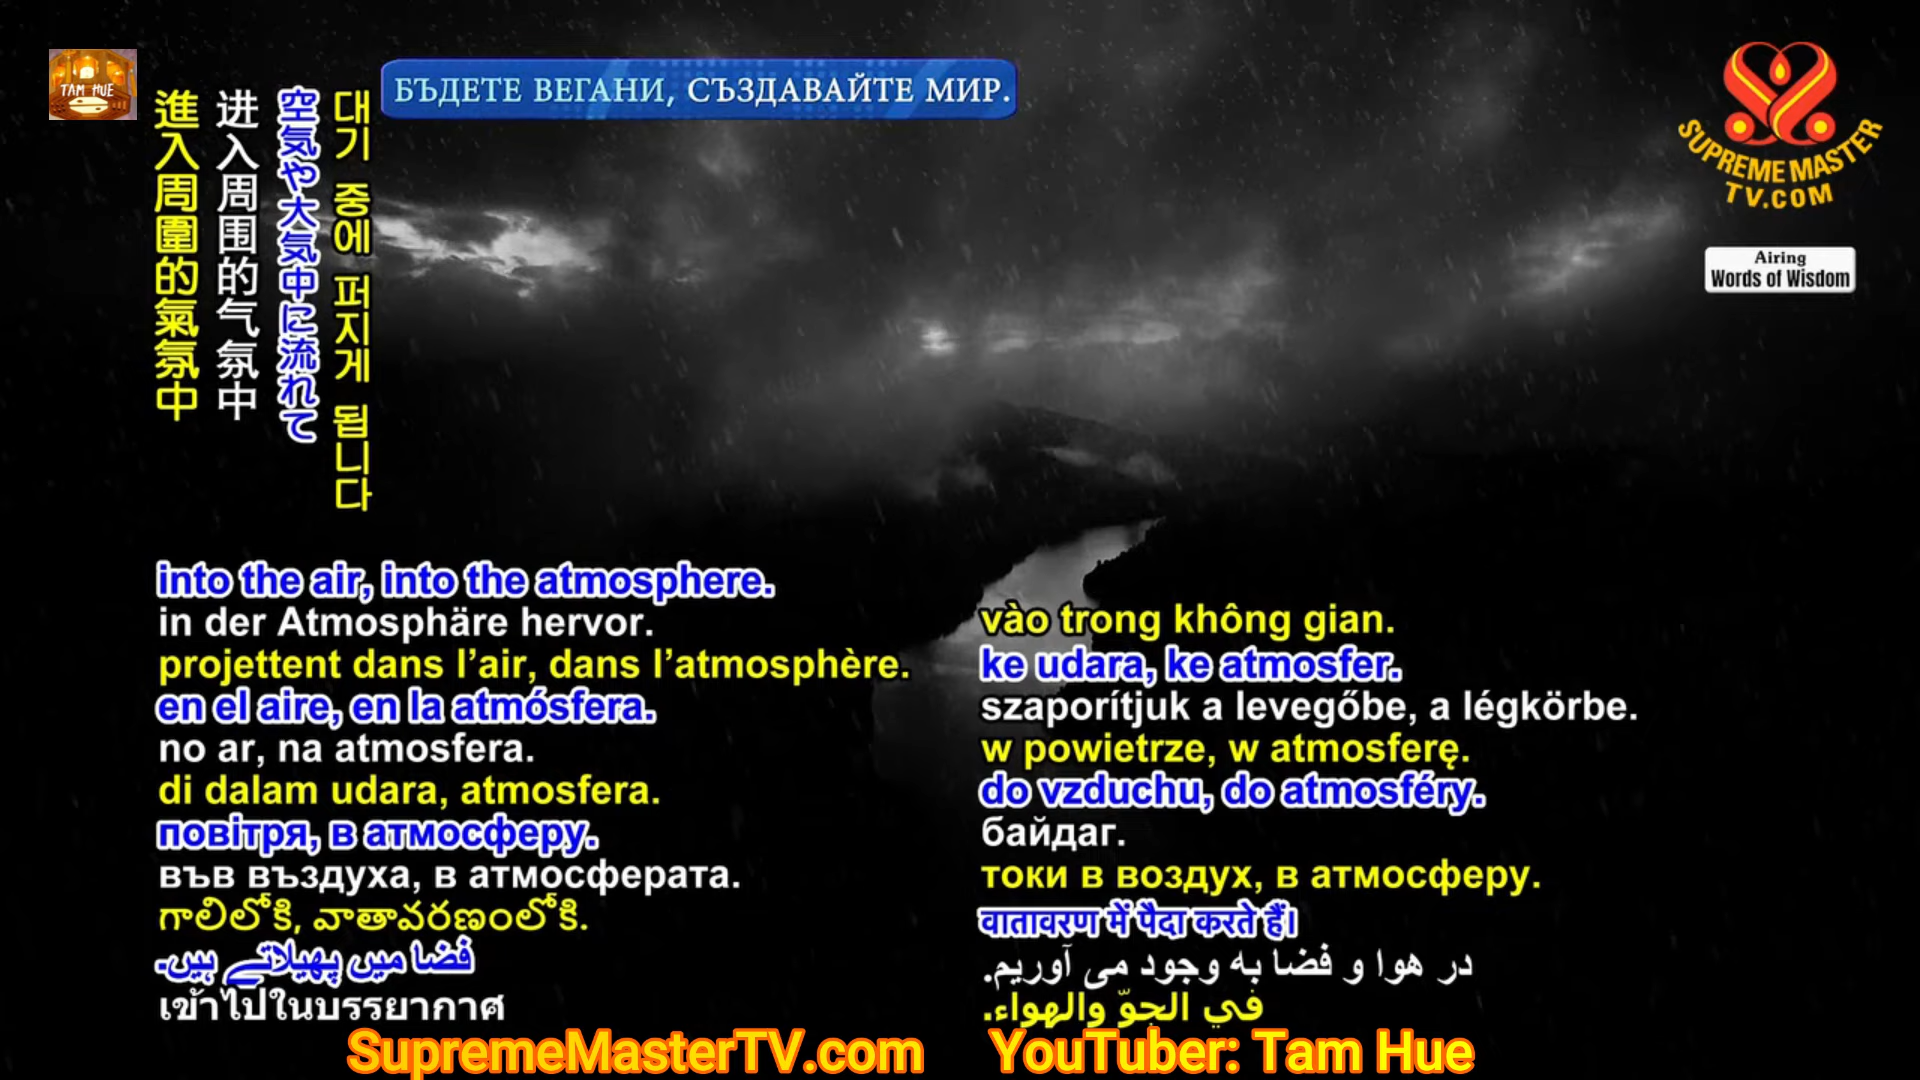 TAM HUE
БЪДЕТЕ ВЕГАНИ, СЪЗДАВАЙТЕ МИР.
SUPREME MASTER
TV.COM
Airing
Words of Wisdom
進入周圍的氣氛中
进入周围的气氛中
空気や大気中に流れて
대기 중에 퍼지게 됩니다
into the air, into the atmosphere.
in der Atmosphäre hervor.
projettent dans l’air, dans l’atmosphère.
en el aire, en la atmósfera.
no ar, na atmosfera.
di dalam udara, atmosfera.
повітря, в атмосферу.
във въздуха, в атмосферата.
గాలిలోకి, వాతావరణంలోకి.
فضا میں پھیلاتے ہیں.
เข้าไปในบรรยากาศ
vào trong không gian.
ke udara, ke atmosfer.
szaporítjuk a levegőbe, a légkörbe.
w powietrze, w atmosferę.
do vzduchu, do atmosféry.
байдаг.
токи в воздух, в атмосферу.
वातावरण में पैदा करते हैं।
در هوا و فضا به وجود می آوریم.
في الجوّ والهواء.
SupremeMasterTV.com
YouTuber: Tam Hue